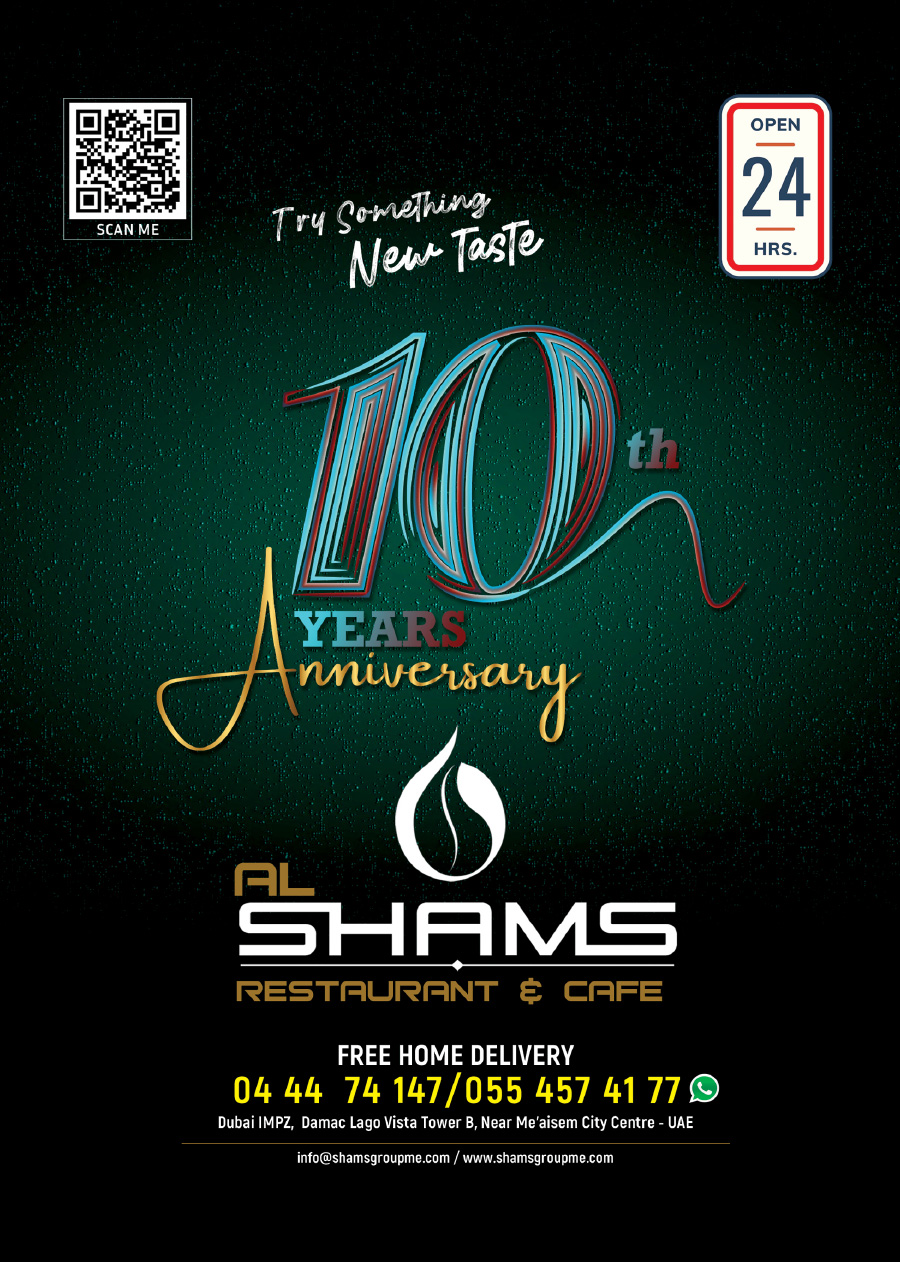 SCAN ME
OPEN
24
HRS.
Try Something
New Taste
10th
YEARS
Anniversary
AL
SHAMS
RESTAURANT & CAFE
FREE HOME DELIVERY
04 44 74 147/055 457 41 77
Dubai IMPZ, Damac Lago Vista Tower B, Near Me'aisem City Centre - UAE
info@shamsgroupme.com / www.shamsgroupme.com